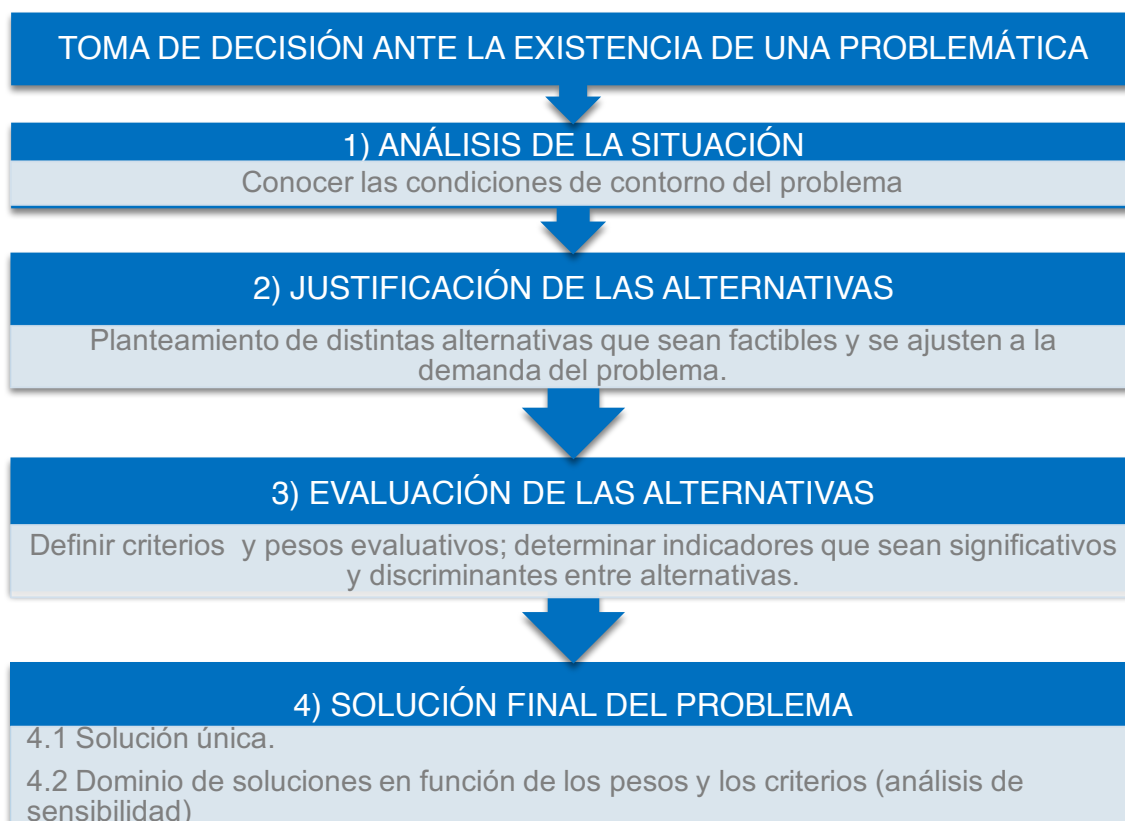 TOMA DE DECISIÓN ANTE LA EXISTENCIA DE UNA PROBLEMÁTICA
1) ANÁLISIS DE LA SITUACIÓN
Conocer las condiciones de contorno del problema
2) JUSTIFICACIÓN DE LAS ALTERNATIVAS
Planteamiento de distintas alternativas que sean factibles y se ajusten a la
demanda del problema.
3) EVALUACIÓN DE LAS ALTERNATIVAS
Definir criterios  y pesos evaluativos; determinar indicadores que sean significativos
y discriminantes entre alternativas.
4) SOLUCIÓN FINAL DEL PROBLEMA
4.1 Solución única.
4.2 Dominio de soluciones en función de los pesos y los criterios (análisis de
sensibilidad)